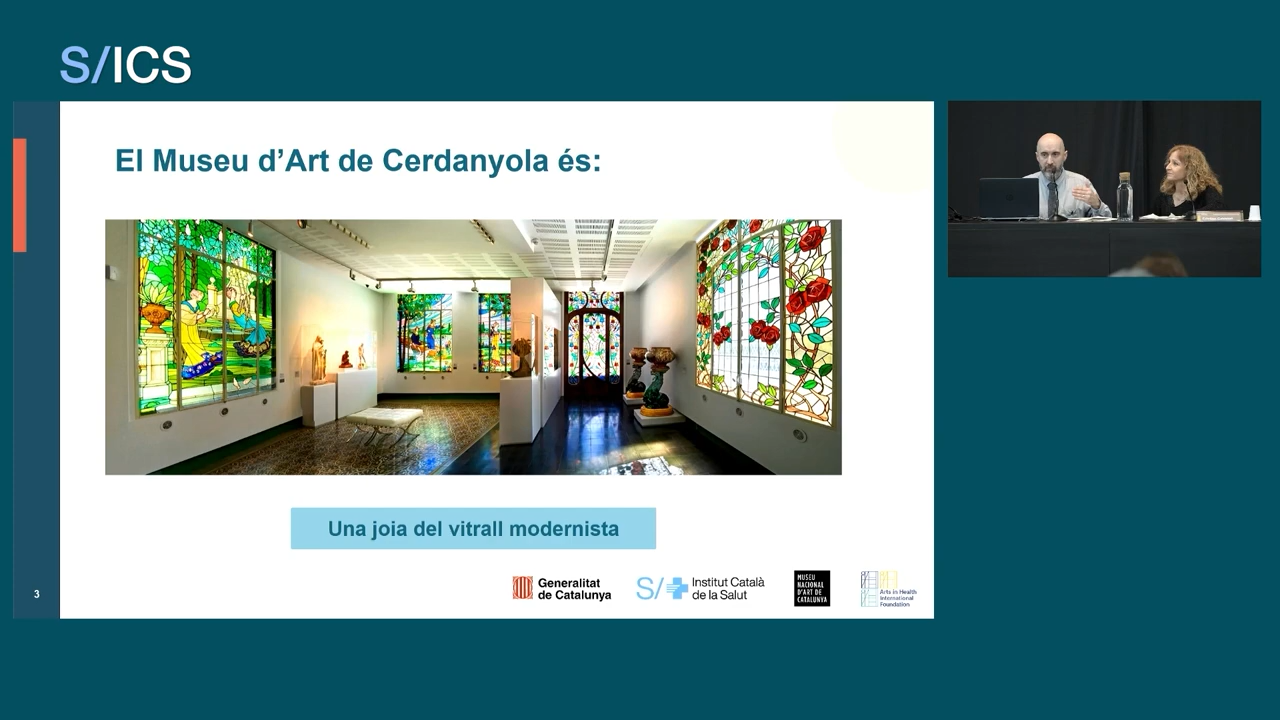 S/ICS
El Museu d’Art de Cerdanyola és:
Una joia del vitrall modernista
3
Generalitat
de Catalunya
S/
Institut Català
de la Salut
MUSEU
NACIONAL
D'ART DE
CATALUNYA
Arts in Health
International
Foundation